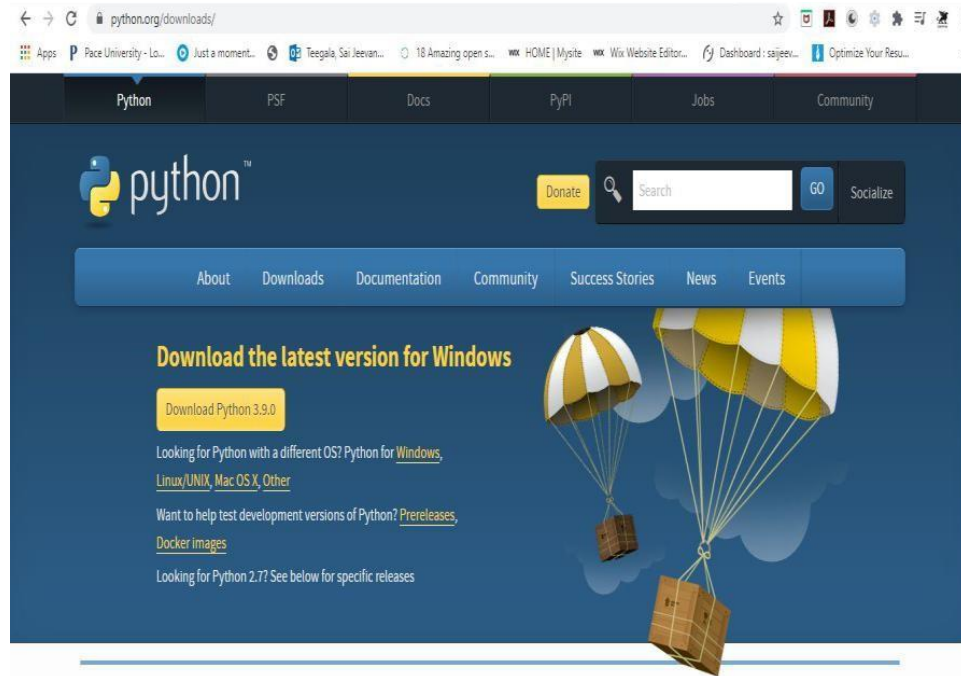 python.org/downloads/
Apps Pace University - Lo... Just a moment... Teegala, Sai Jeevan... 18 Amazing open s... WIX HOME | Mysite WIX Wix Website Editor... Dashboard : saijeev... Optimize Your Resu...
Python PSF Docs PyPI Jobs Community
python™
Donate Search GO Socialize
About Downloads Documentation Community Success Stories News Events
Download the latest version for Windows
Download Python 3.9.0
Looking for Python with a different OS? Python for Windows,
Linux/UNIX, Mac OS X, Other
Want to help test development versions of Python? Prereleases,
Docker images
Looking for Python 2.7? See below for specific releases